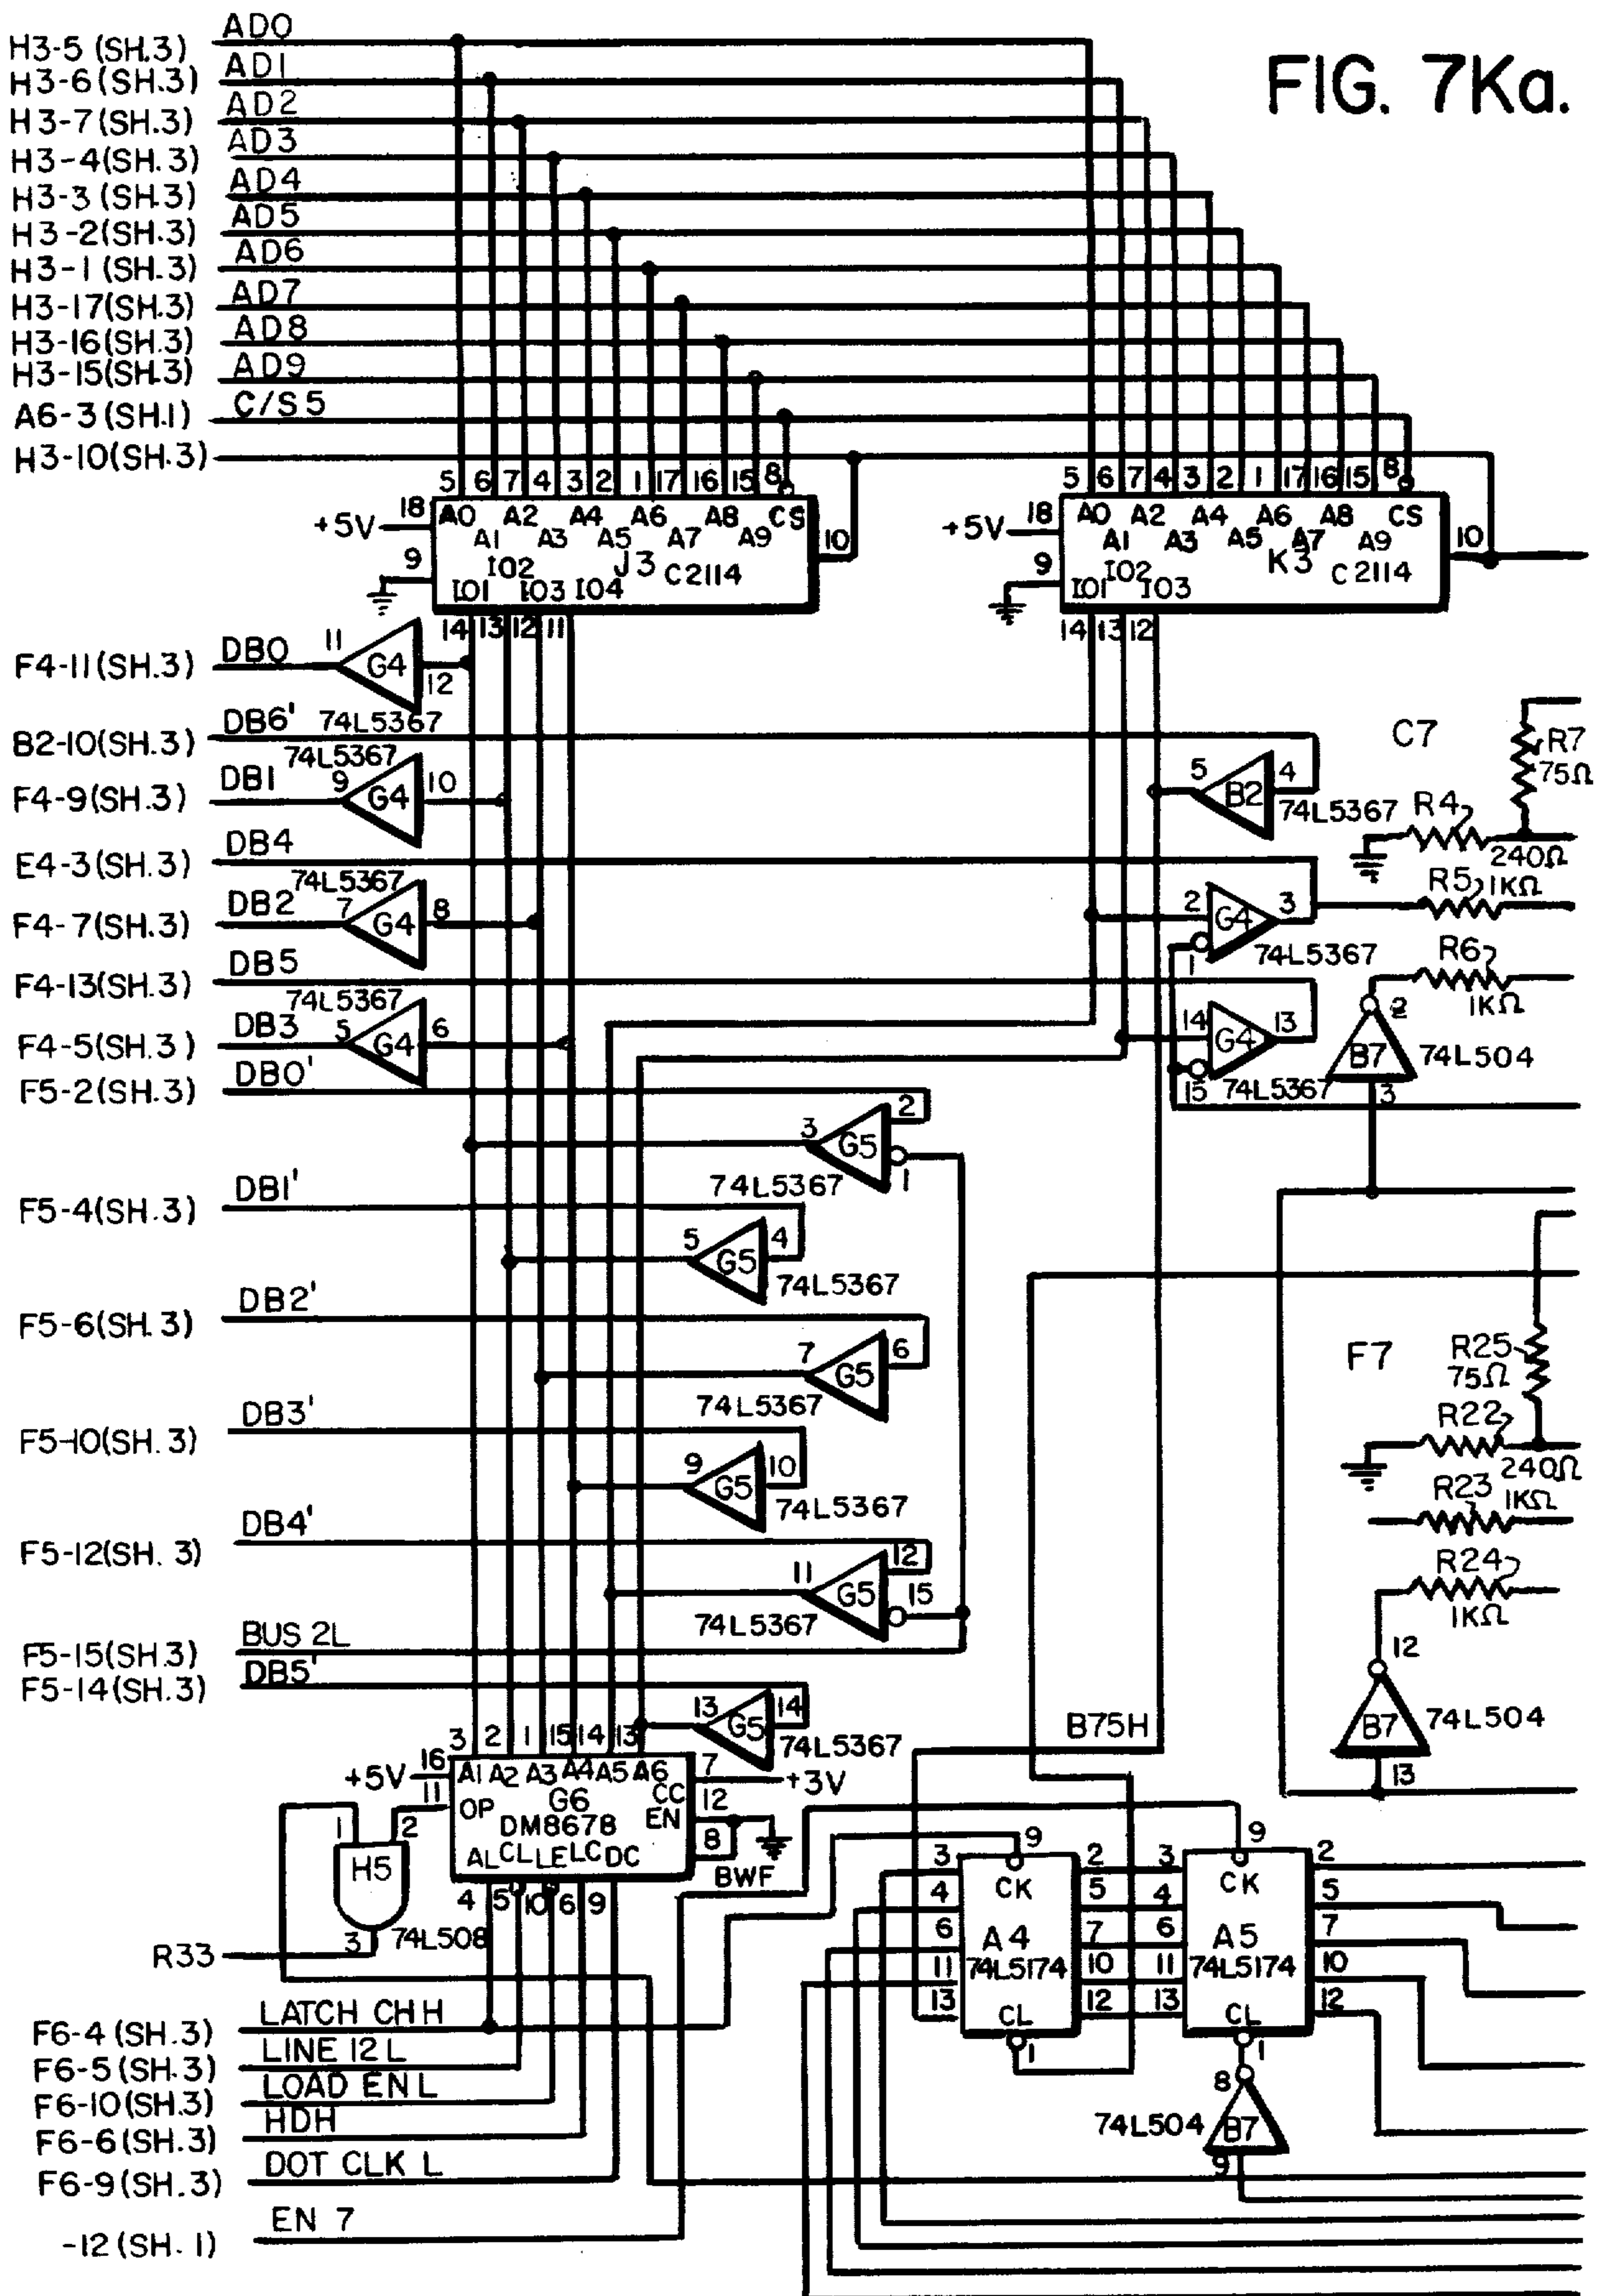 FIG. 7Ka.
H3-5 (SH.3) AD0
H3-6(SH.3) AD1
H3-7(SH.3) AD2
H3-4(SH.3) AD3
H3-3 (SH.3) AD4
H3-2(SH.3) AD5
H3-1 (SH.3) AD6
H3-17(SH.3) AD7
H3-16(SH.3) AD8
H3-15(SH.3) AD9
A6-3(SH.1) C/S5
H3-10(SH.3)
5 6 7 4 3 2 1 17 16 15 8
5 6 7 4 3 2 1 17 16 15 8
+5V 18 A0 A2 A4 A6 A8 CS
A1 A3 A5 A7 A9 10
9 IO2 J3 C2114
IO1 IO3 IO4
14 13 12 11
+5V 18 A0 A2 A4 A6 A8 CS
A1 A3 A5 A7 A9 10
9 IO2 K3 C2114
IO1 IO3
14 13 12
F4-11(SH.3) DB0 11 G4 12
74L5367
B2-10(SH.3) DB6'
5 B2 4
74L5367
C7
R7
75Ω
R4
240Ω
74L5367
F4-9(SH.3) DB1 9 G4 10
E4-3(SH.3) DB4
R5 1KΩ
74L5367
F4-7(SH.3) DB2 7 G4 8
2 G4 3
1 74L5367
F4-13(SH.3) DB5
R6
1KΩ
74L5367
F4-5(SH.3) DB3 5 G4 6
14 G4 13
15 74L5367
2
B7 74L504
3
F5-2(SH.3) DB0'
3 G5 2
1
74L5367
F5-4(SH.3) DB1'
5 G5 4
74L5367
F5-6(SH.3) DB2'
7 G5 6
74L5367
F7
R25
75Ω
R22
240Ω
R23 1KΩ
F5-10(SH.3) DB3'
9 G5 10
74L5367
F5-12(SH. 3) DB4'
11 G5 12
15
74L5367
R24
1KΩ
F5-15(SH.3) BUS 2L
F5-14(SH.3) DB5'
13 G5 14
74L5367
12
B7 74L504
13
B75H
3 2 1 15 14 13
+5V 16 A1 A2 A3 A4 A5 A6 7 +3V
11 OP G6 CC 12
DM8678 EN
AL CL LE LC DC 8
BWF
4 5 10 6 9
1 2
H5
3 74L508
R33
9
3 CK 2
4 5
6 A4 7
11 74L5174 10
13 CL 12
1
9
3 CK 2
4 5
6 A5 7
11 74L5174 10
13 CL 12
1
8
74L504 B7
9
F6-4 (SH.3) LATCH CH H
F6-5(SH.3) LINE 12 L
F6-10(SH.3) LOAD EN L
F6-6(SH.3) HDH
F6-9(SH.3) DOT CLK L
-12(SH. 1) EN 7